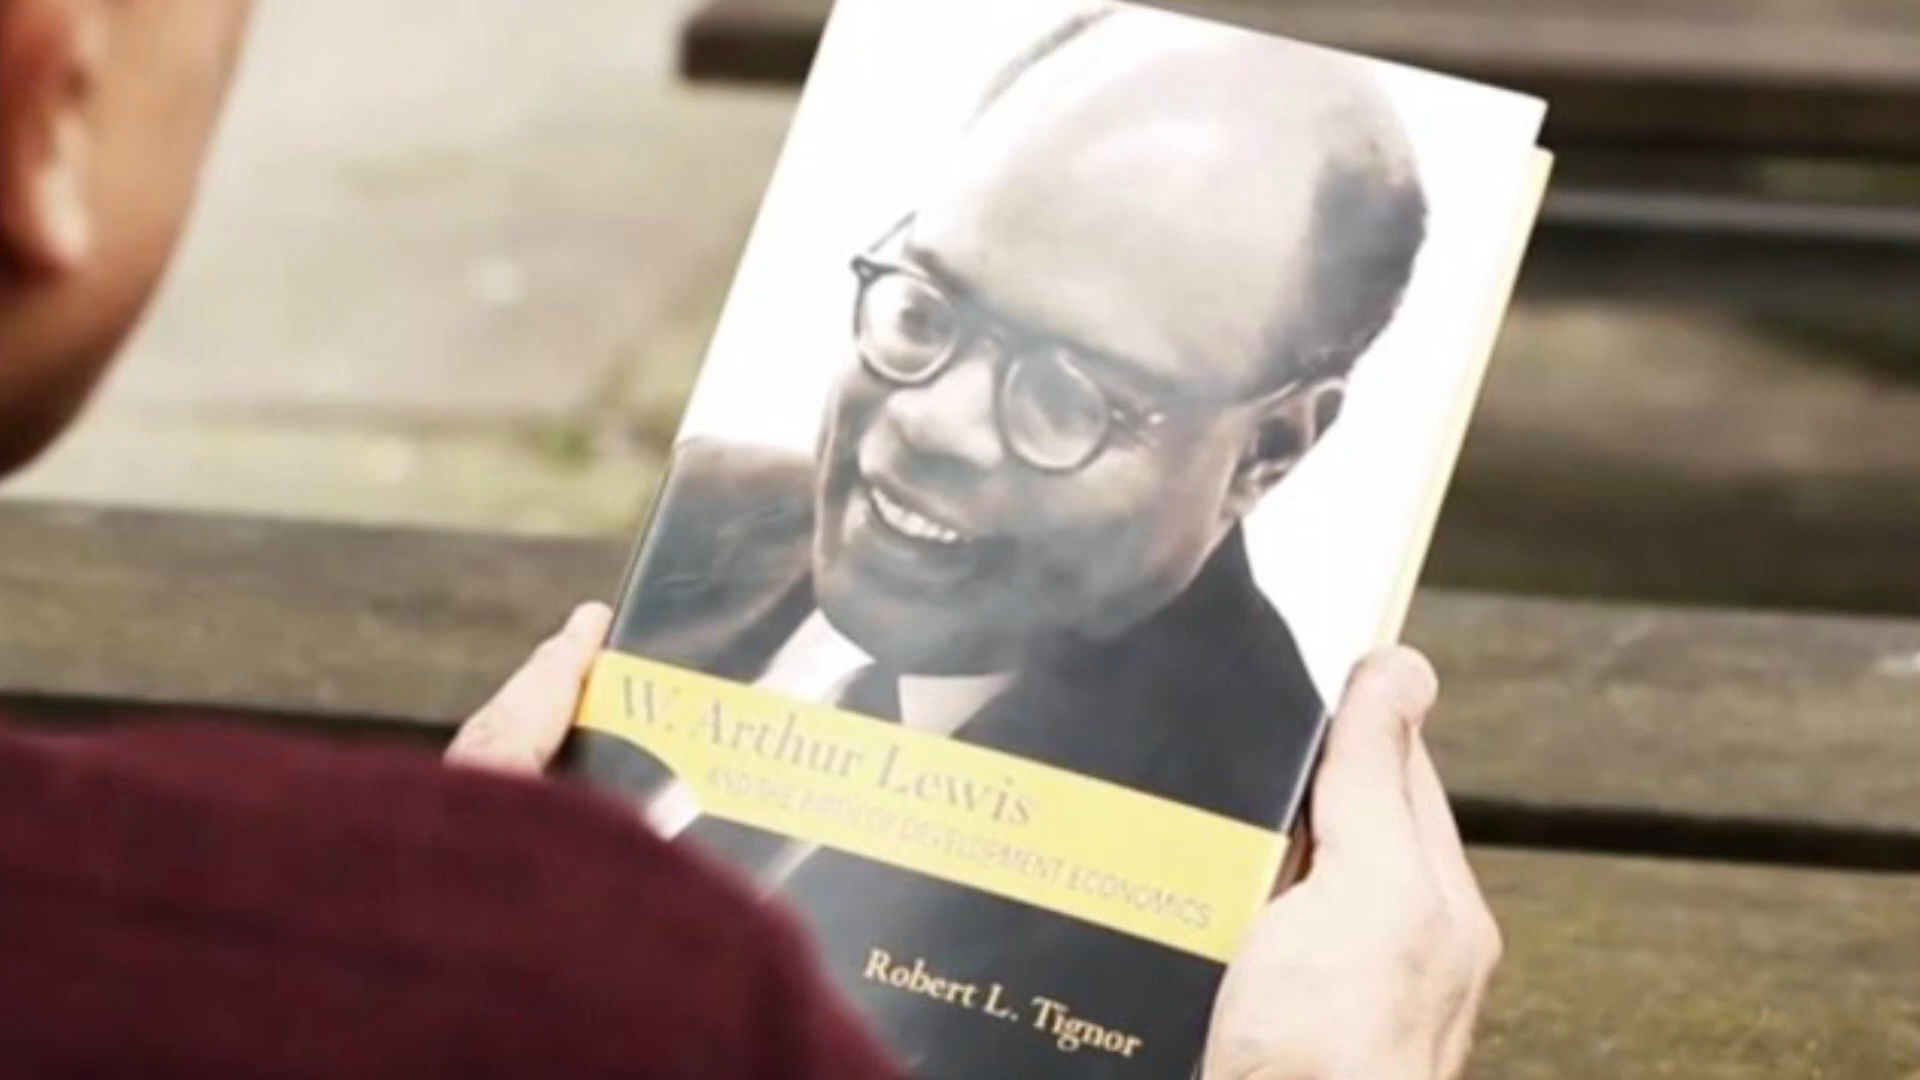 W. Arthur Lewis
AND THE BIRTH OF DEVELOPMENT ECONOMICS
Robert L. Tignor